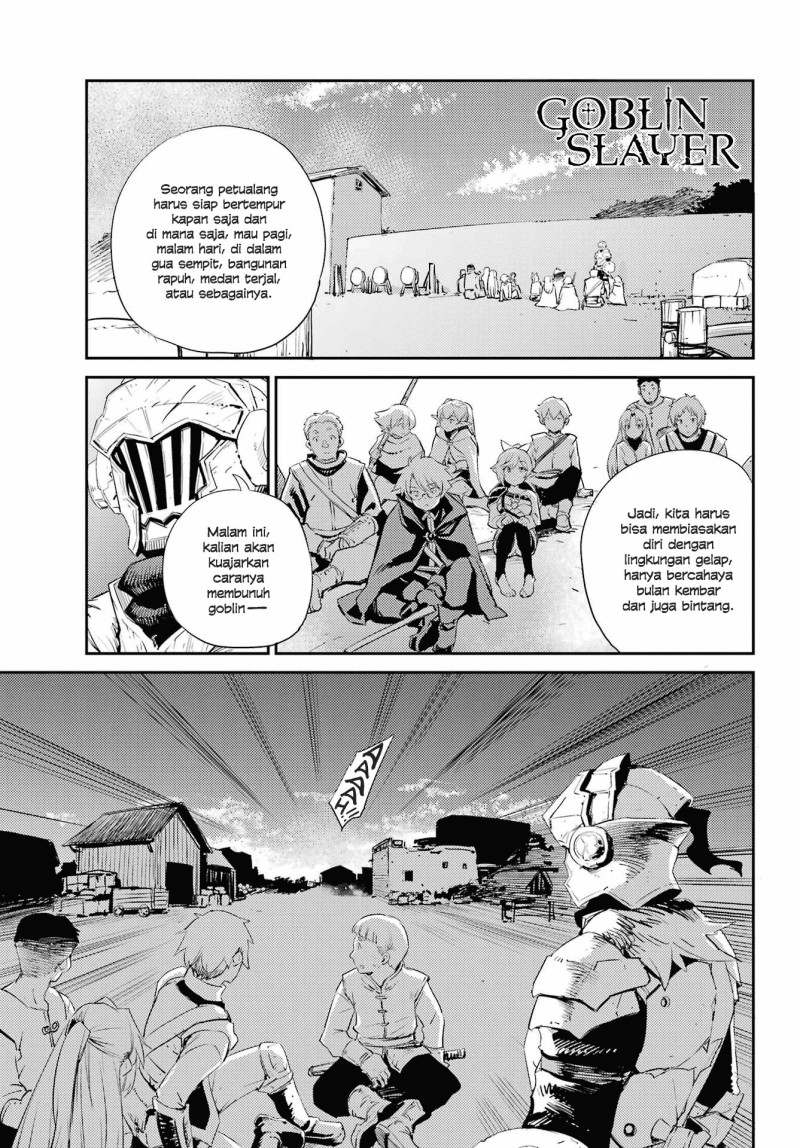 GOBLIN
SLAYER
Seorang petualang
harus siap bertempur
kapan saja dan
di mana saja, mau pagi,
malam hari, di dalam
gua sempit, bangunan
rapuh, medan terjal,
atau sebagainya.
Jadi, kita harus
bisa membiasakan
diri dengan
lingkungan gelap,
hanya bercahaya
bulan kembar
dan juga bintang.
Malam ini,
kalian akan
kuajarkan
caranya
membunuh
goblin—